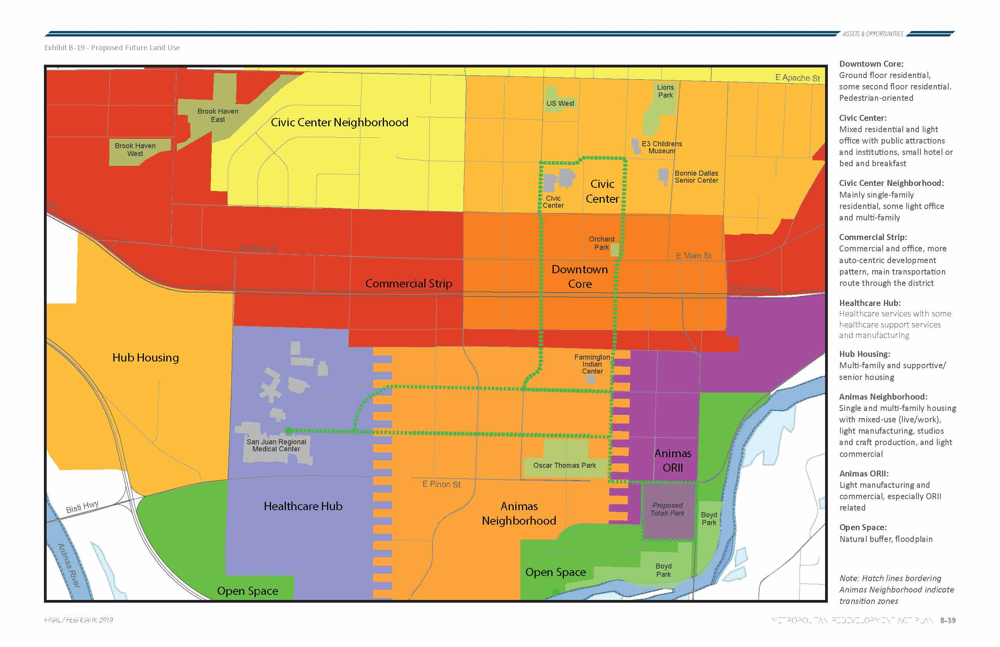 ASSETS & OPPORTUNITIES
Exhibit B-19 - Proposed Future Land Use
E Apache St
Lions
Park
US West
Brook Haven
East
Civic Center Neighborhood
Brook Haven
West
E3 Childrens
Museum
Bonnie Dallas
Senior Center
Civic
Center
Civic
Center
Orchard
Park
W Main St
E Main St
Downtown
Core
Commercial Strip
E Broadway
Hub Housing
Farmington
Indian
Center
San Juan Regional
Medical Center
Animas
ORII
Oscar Thomas Park
E Pinon St
Bisti Hwy
Healthcare Hub
Animas
Neighborhood
Proposed
Totah Park
Boyd
Park
Animas River
Open Space
Boyd
Park
Open Space
Downtown Core:
Ground floor residential,
some second floor residential.
Pedestrian-oriented
Civic Center:
Mixed residential and light
office with public attractions
and institutions, small hotel or
bed and breakfast
Civic Center Neighborhood:
Mainly single-family
residential, some light office
and multi-family
Commercial Strip:
Commercial and office, more
auto-centric development
pattern, main transportation
route through the district
Healthcare Hub:
Healthcare services with some
healthcare support services
and manufacturing
Hub Housing:
Multi-family and supportive/
senior housing
Animas Neighborhood:
Single and multi-family housing
with mixed-use (live/work),
light manufacturing, studios
and craft production, and light
commercial
Animas ORII:
Light manufacturing and
commercial, especially ORII
related
Open Space:
Natural buffer, floodplain
Note: Hatch lines bordering
Animas Neighborhood indicate
transition zones
FINAL / FEBRUARY, 2019
METROPOLITAN REDEVELOPMENT ACT PLAN B-39